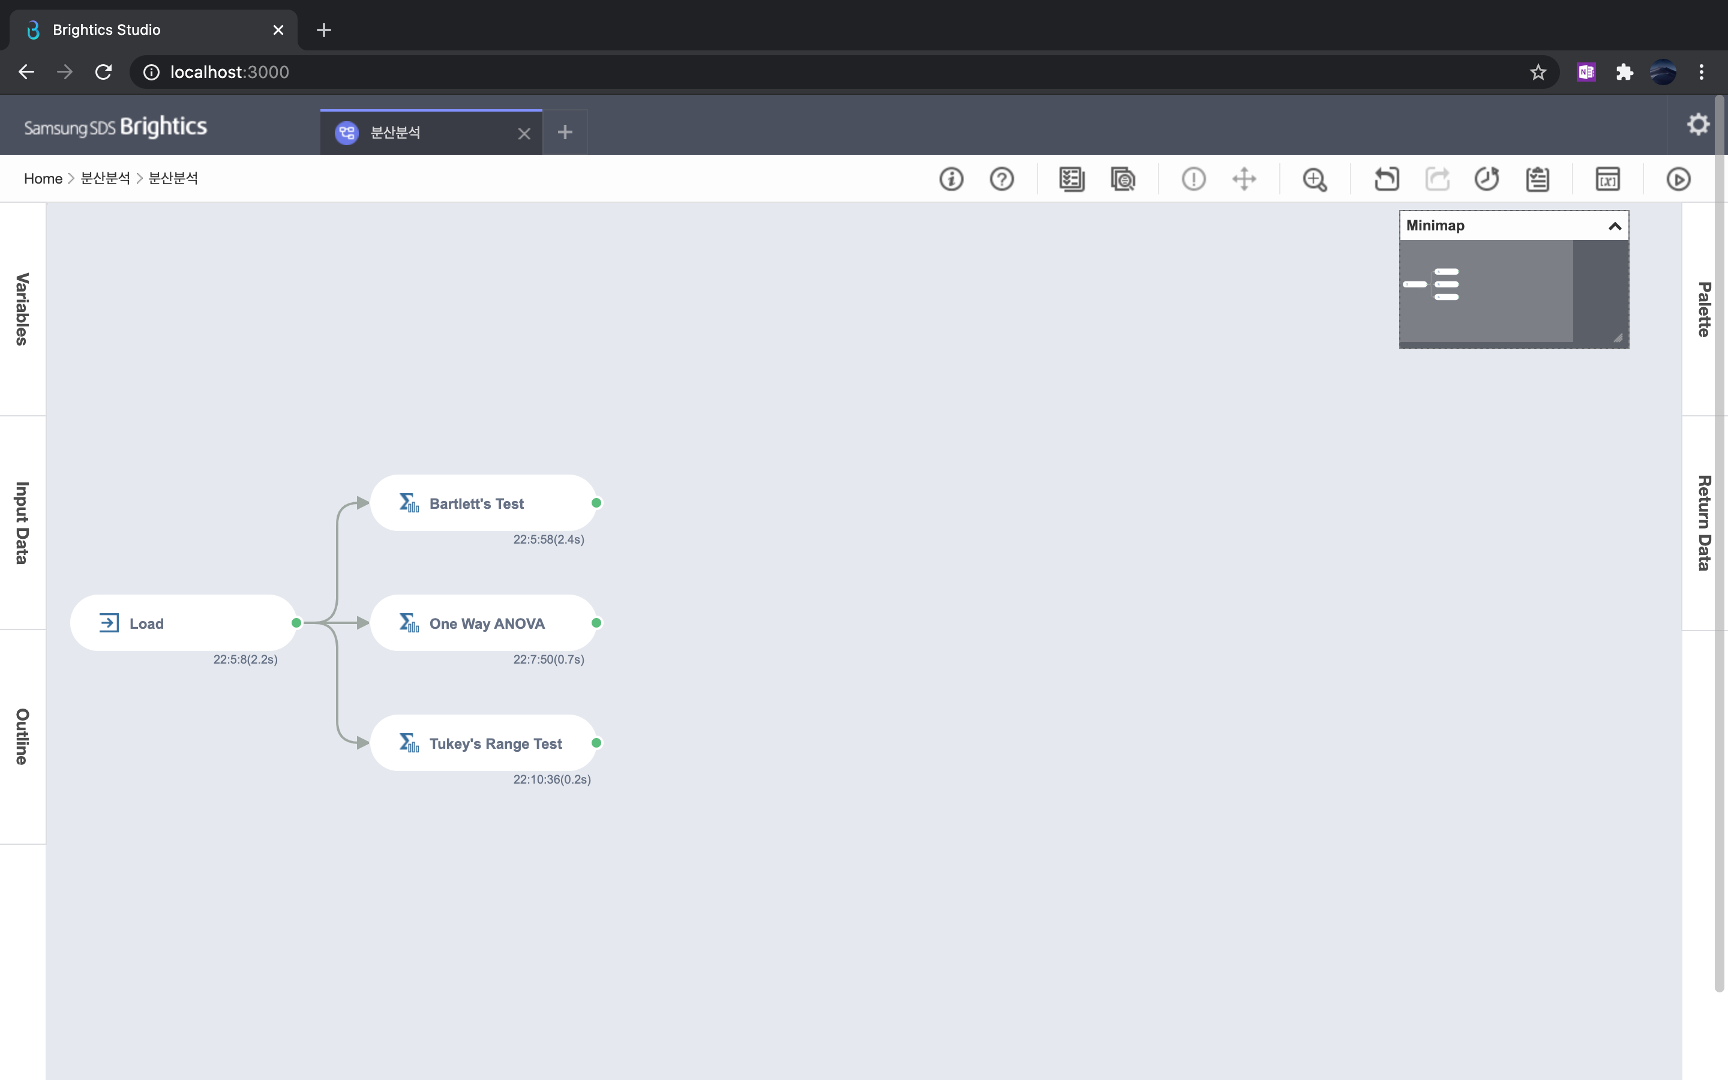 Brightics Studio
localhost:3000
Samsung SDS Brightics
분산분석
Home > 분산분석 > 분산분석
Minimap
Variables
Input Data
Outline
Palette
Return Data
Bartlett's Test
22:5:58(2.4s)
Load
22:5:8(2.2s)
One Way ANOVA
22:7:50(0.7s)
Tukey's Range Test
22:10:36(0.2s)